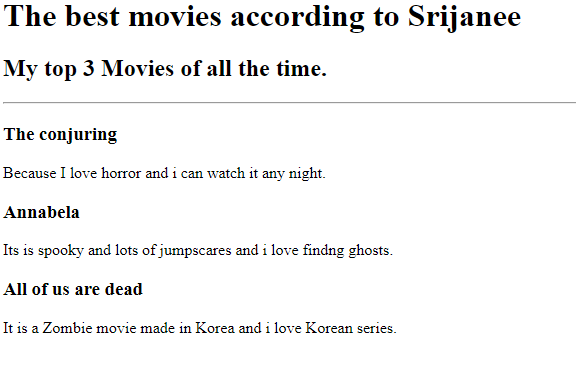 The best movies according to Srijanee
My top 3 Movies of all the time.
The conjuring
Because I love horror and i can watch it any night.
Annabela
Its is spooky and lots of jumpscares and i love findng ghosts.
All of us are dead
It is a Zombie movie made in Korea and i love Korean series.